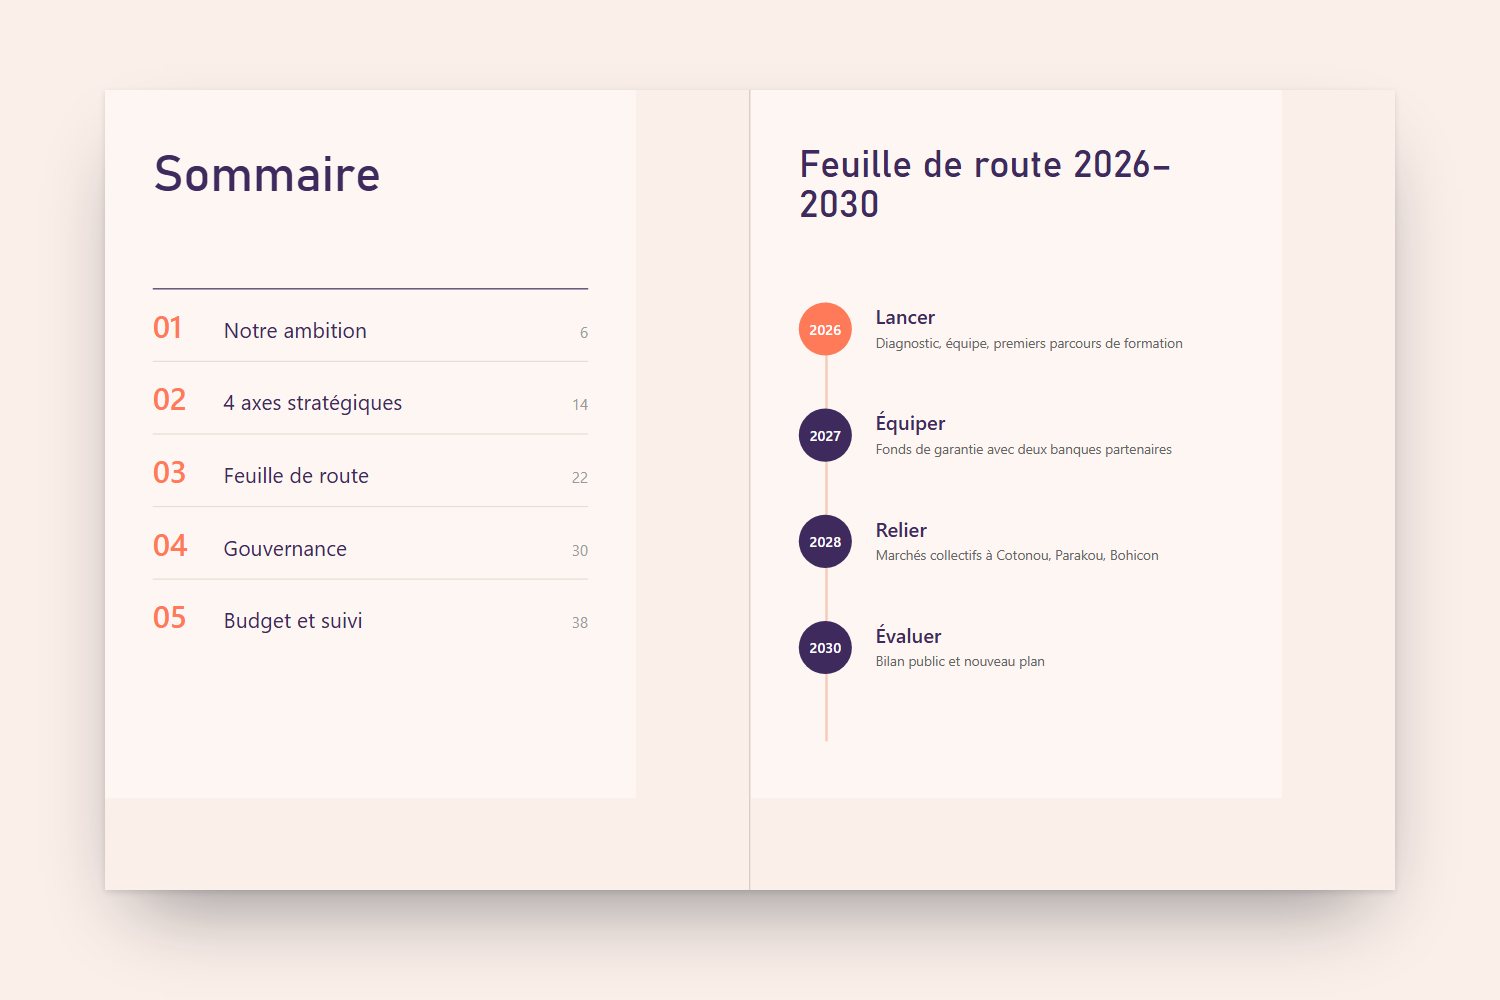 Sommaire
01 Notre ambition 6
02 4 axes stratégiques 14
03 Feuille de route 22
04 Gouvernance 30
05 Budget et suivi 38
Feuille de route 2026–
2030
2026 Lancer
Diagnostic, équipe, premiers parcours de formation
2027 Équiper
Fonds de garantie avec deux banques partenaires
2028 Relier
Marchés collectifs à Cotonou, Parakou, Bohicon
2030 Évaluer
Bilan public et nouveau plan